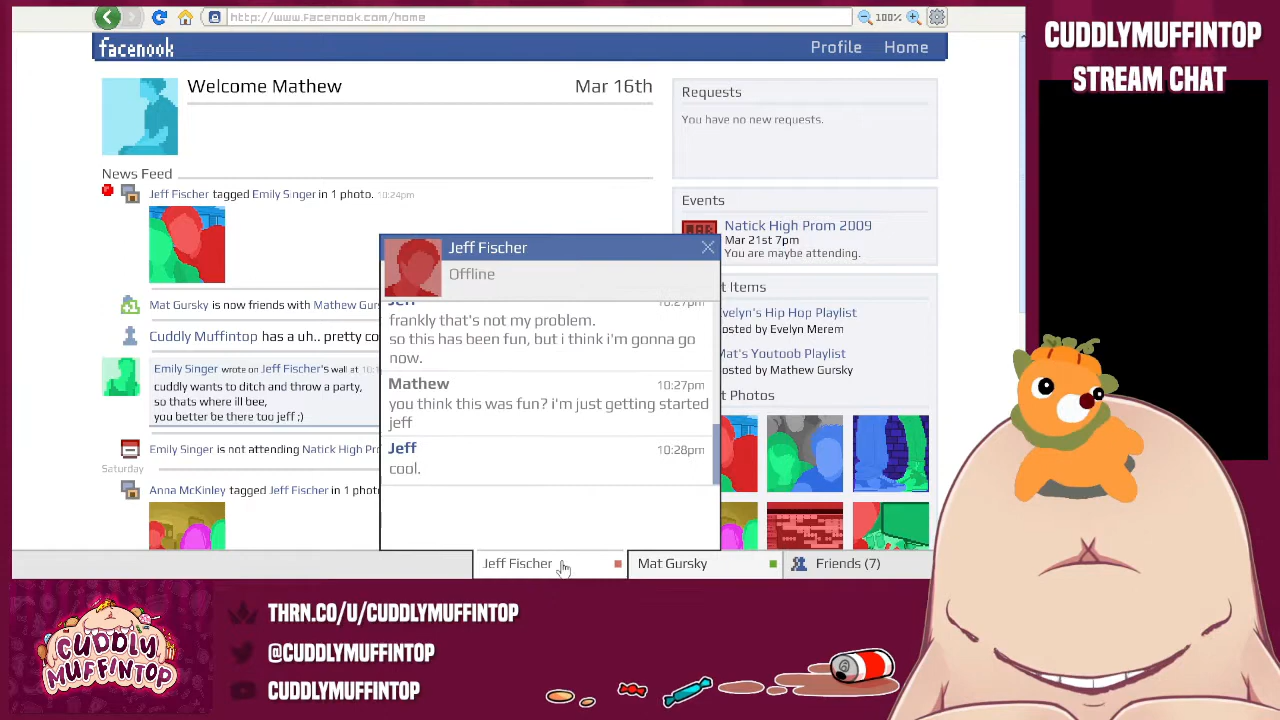 http://www.Facenook.com/home
100%
facenook
Profile Home
Welcome Mathew
Mar 16th
News Feed
Jeff Fischer tagged Emily Singer in 1 photo. 10:24pm
Mat Gursky is now friends with Mathew Gur
Cuddly Muffintop has a uh.. pretty co
Emily Singer wrote on Jeff Fischer's wall at 10:1
cuddly wants to ditch and throw a party,
so thats where ill bee,
you better be there too jeff ;)
Emily Singer is not attending Natick High Pr
Saturday
Anna McKinley tagged Jeff Fischer in 1 phot
Requests
You have no new requests.
Events
Natick High Prom 2009
Mar 21st 7pm
You are maybe attending.
t Items
velyn's Hip Hop Playlist
osted by Evelyn Merem
Mat's Youtoob Playlist
osted by Mathew Gursky
t Photos
Jeff Fischer
Offline
Jeff 10:27pm
frankly that's not my problem.
so this has been fun, but i think i'm gonna go
now.
Mathew 10:27pm
you think this was fun? i'm just getting started
jeff
Jeff 10:28pm
cool.
Jeff Fischer
Mat Gursky
Friends (7)
CUDDLYMUFFINTOP
STREAM CHAT
CUDDLY
MUFFINTOP
THRN.CO/U/CUDDLYMUFFINTOP
@CUDDLYMUFFINTOP
CUDDLYMUFFINTOP